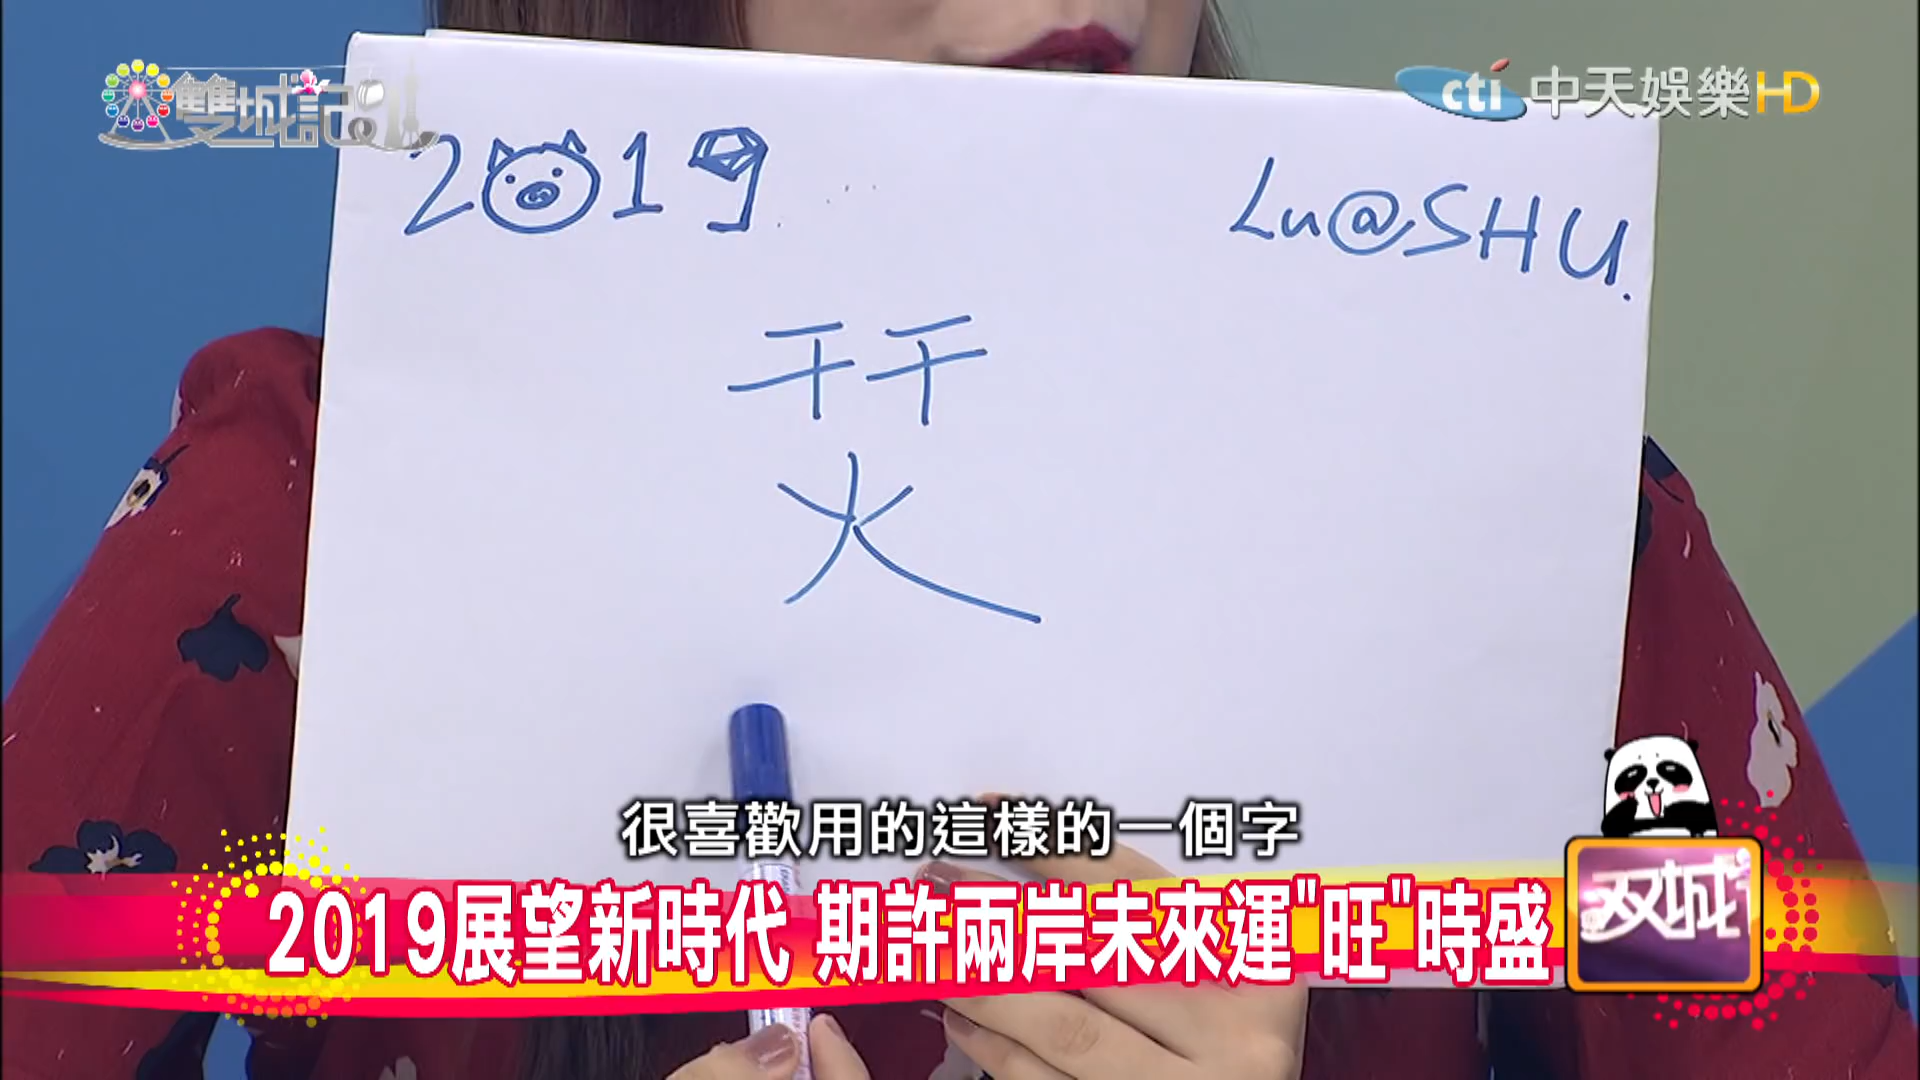 雙城記
cti 中天娛樂HD
2019
Lu@SHU.
幵
火
很喜歡用的這樣的一個字
2019展望新時代 期許兩岸未來運"旺"時盛
双城